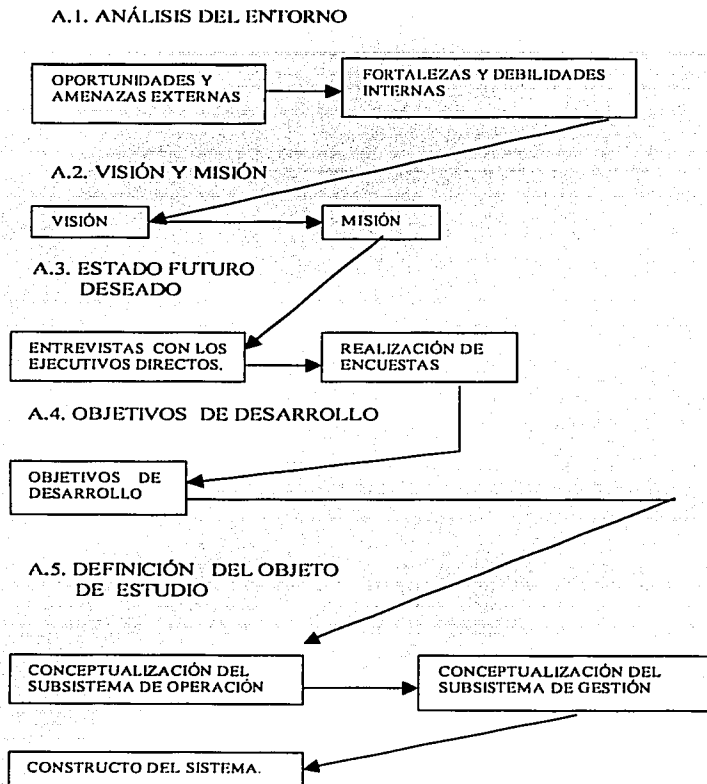 A.1. ANÁLISIS DEL ENTORNO
OPORTUNIDADES Y
AMENAZAS EXTERNAS
FORTALEZAS Y DEBILIDADES
INTERNAS
A.2. VISIÓN Y MISIÓN
VISIÓN
MISIÓN
A.3. ESTADO FUTURO
DESEADO
ENTREVISTAS CON LOS
EJECUTIVOS DIRECTOS.
REALIZACIÓN DE
ENCUESTAS
A.4. OBJETIVOS DE DESARROLLO
OBJETIVOS DE
DESARROLLO
A.5. DEFINICIÓN DEL OBJETO
DE ESTUDIO
CONCEPTUALIZACIÓN DEL
SUBSISTEMA DE OPERACIÓN
CONCEPTUALIZACIÓN DEL
SUBSISTEMA DE GESTIÓN
CONSTRUCTO DEL SISTEMA.